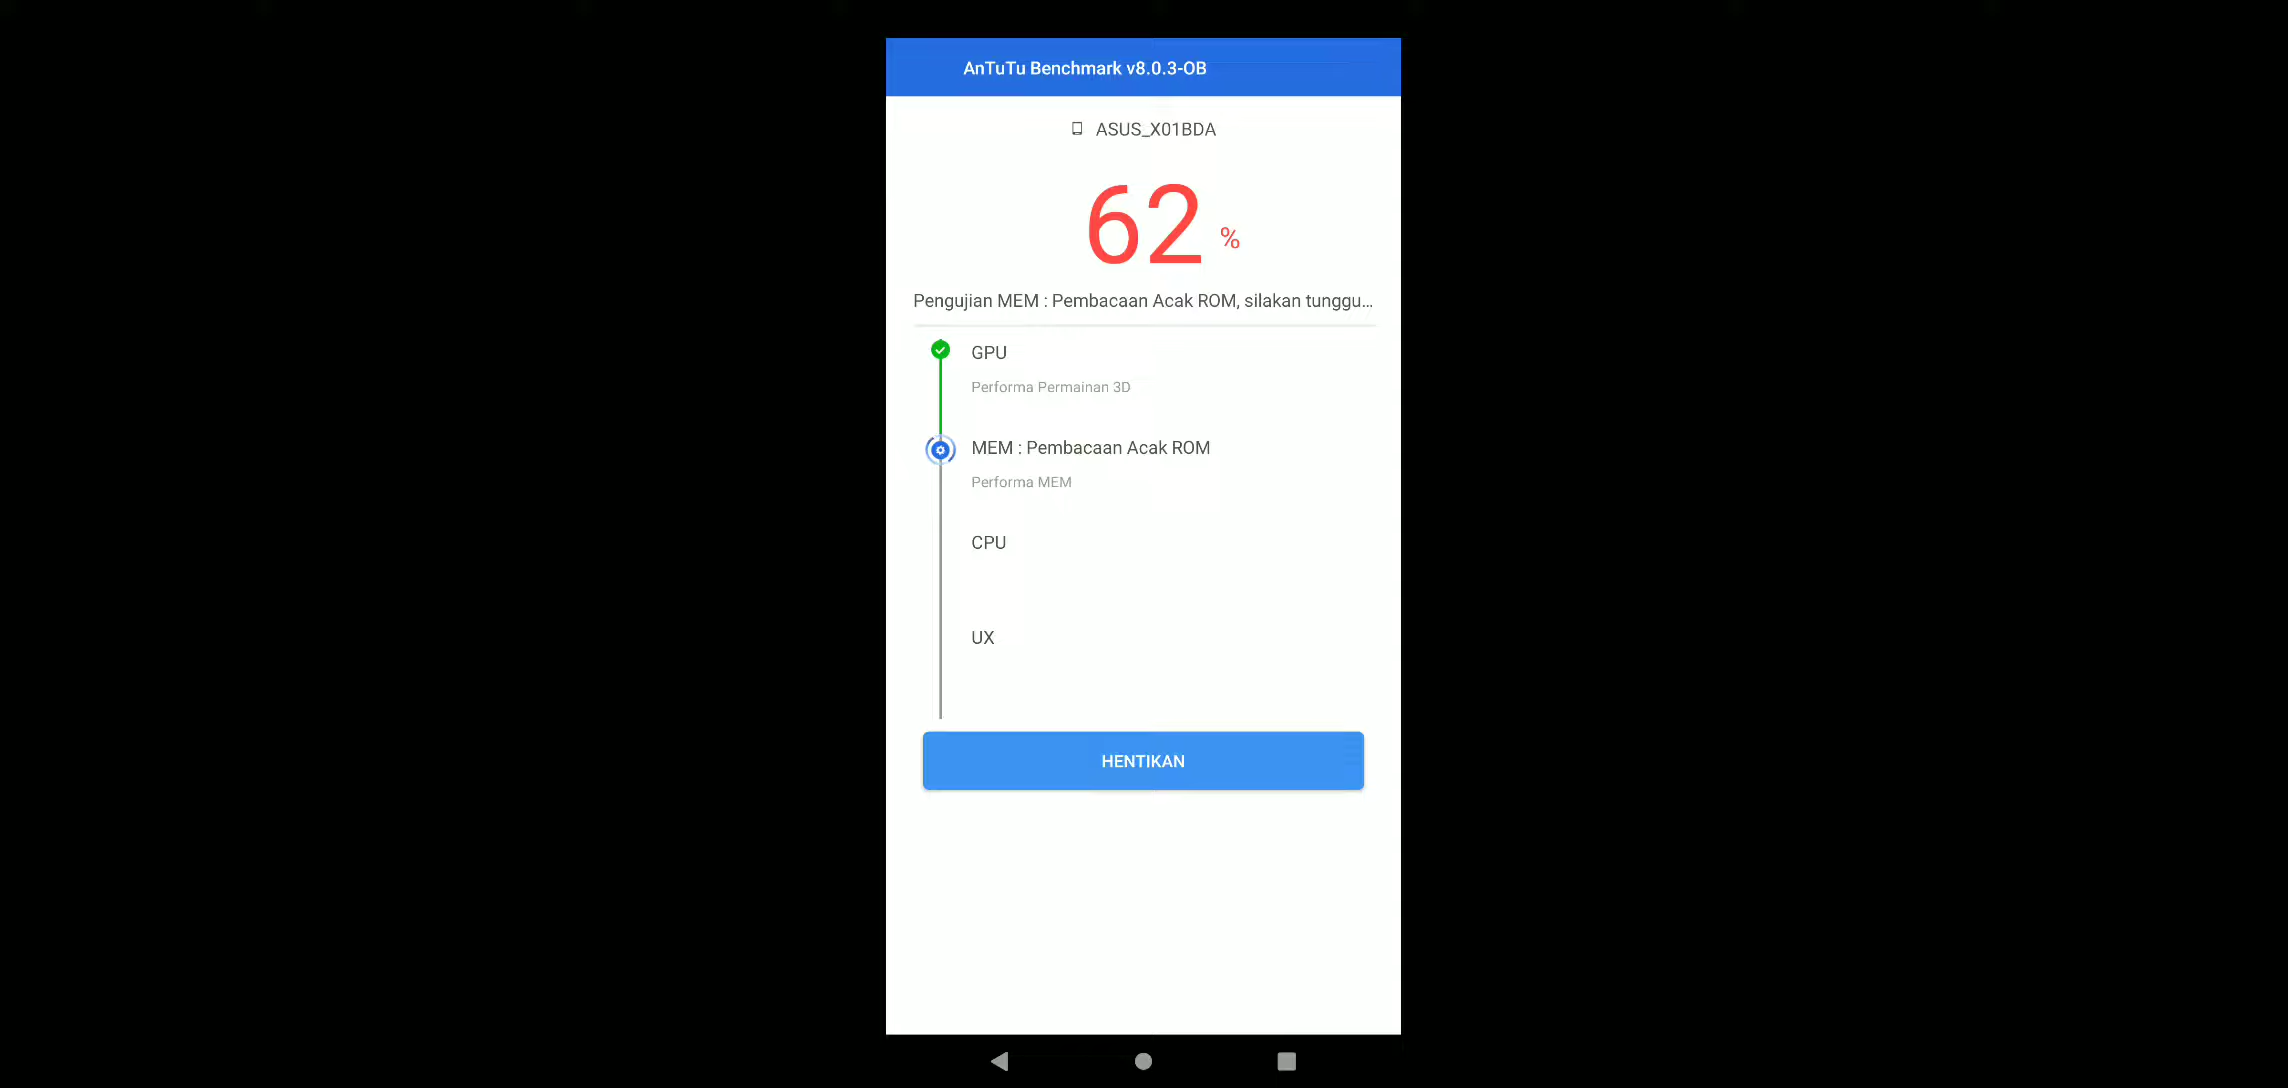 AnTuTu Benchmark v8.0.3-OB
ASUS_X01BDA
62 %
Pengujian MEM : Pembacaan Acak ROM, silakan tunggu...
GPU
Performa Permainan 3D
MEM : Pembacaan Acak ROM
Performa MEM
CPU
UX
HENTIKAN